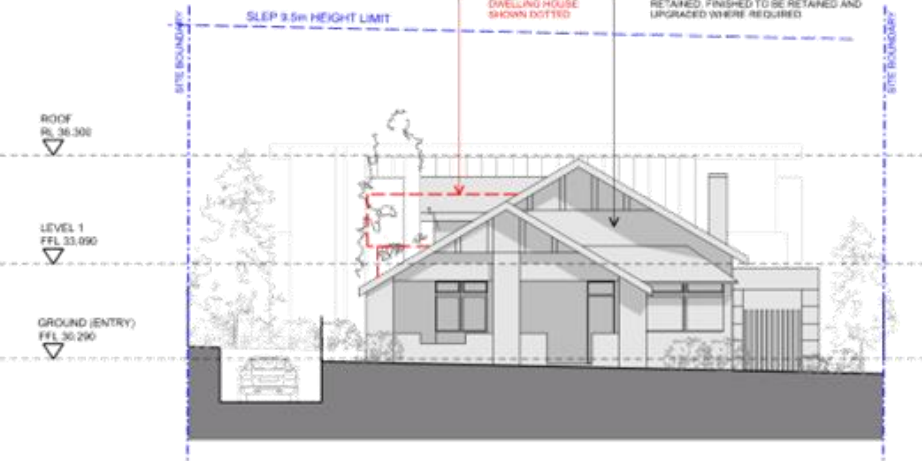 DWELLING HOUSE
SHOWN DOTTED
RETAINED. FINISHED TO BE RETAINED AND
UPGRADED WHERE REQUIRED
SLEP 9.5m HEIGHT LIMIT
SITE BOUNDARY
SITE BOUNDARY
ROOF
RL 36.300
LEVEL 1
FFL 33.090
GROUND (ENTRY)
FFL 30.290